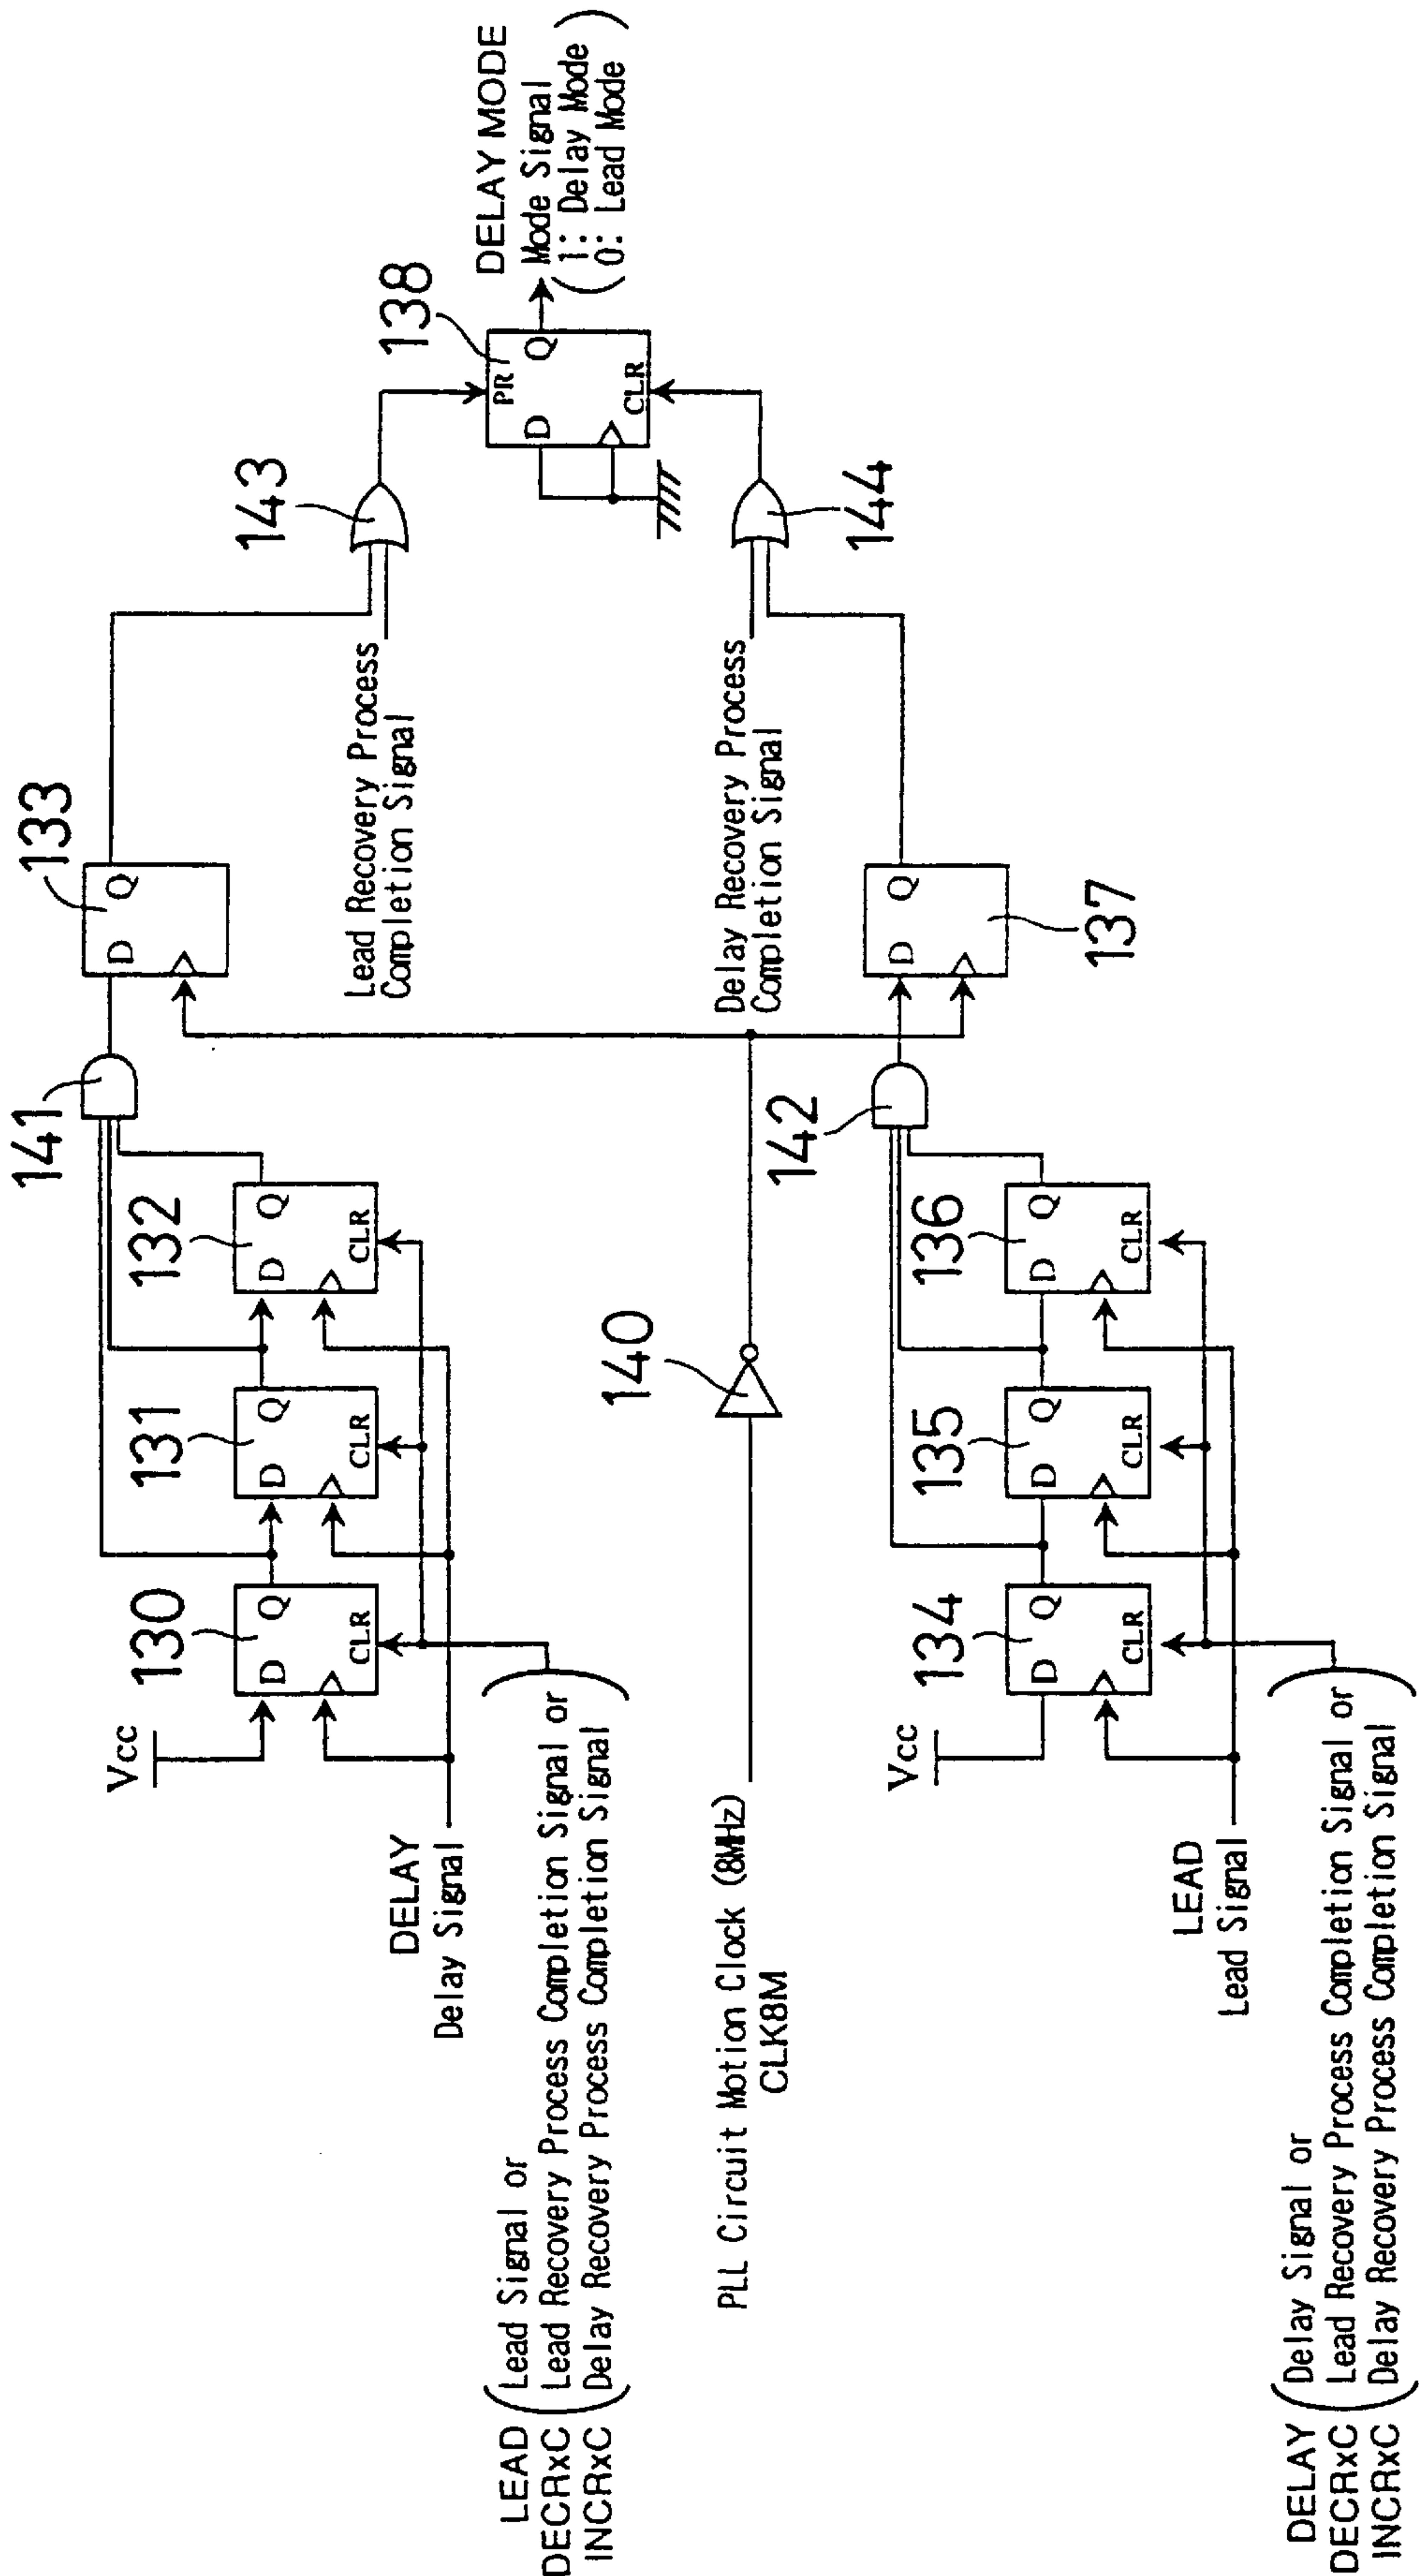 DELAY MODE
Mode Signal
(1: Delay Mode
0: Lead Mode)
138
PR
D
Q
CLR
143
144
133
D
Q
Lead Recovery Process
Completion Signal
Delay Recovery Process
Completion Signal
D
Q
137
141
142
132
D
Q
CLR
131
D
Q
CLR
130
D
Q
CLR
Vcc
140
136
D
Q
CLR
135
D
Q
CLR
134
D
Q
CLR
Vcc
DELAY
Delay Signal
LEAD
DECRxC
INCRxC
(Lead Signal or
Lead Recovery Process Completion Signal or
Delay Recovery Process Completion Signal)
PLL Circuit Motion Clock (8MHz)
CLK8M
LEAD
Lead Signal
DELAY
DECRxC
INCRxC
(Delay Signal or
Lead Recovery Process Completion Signal or
Delay Recovery Process Completion Signal)